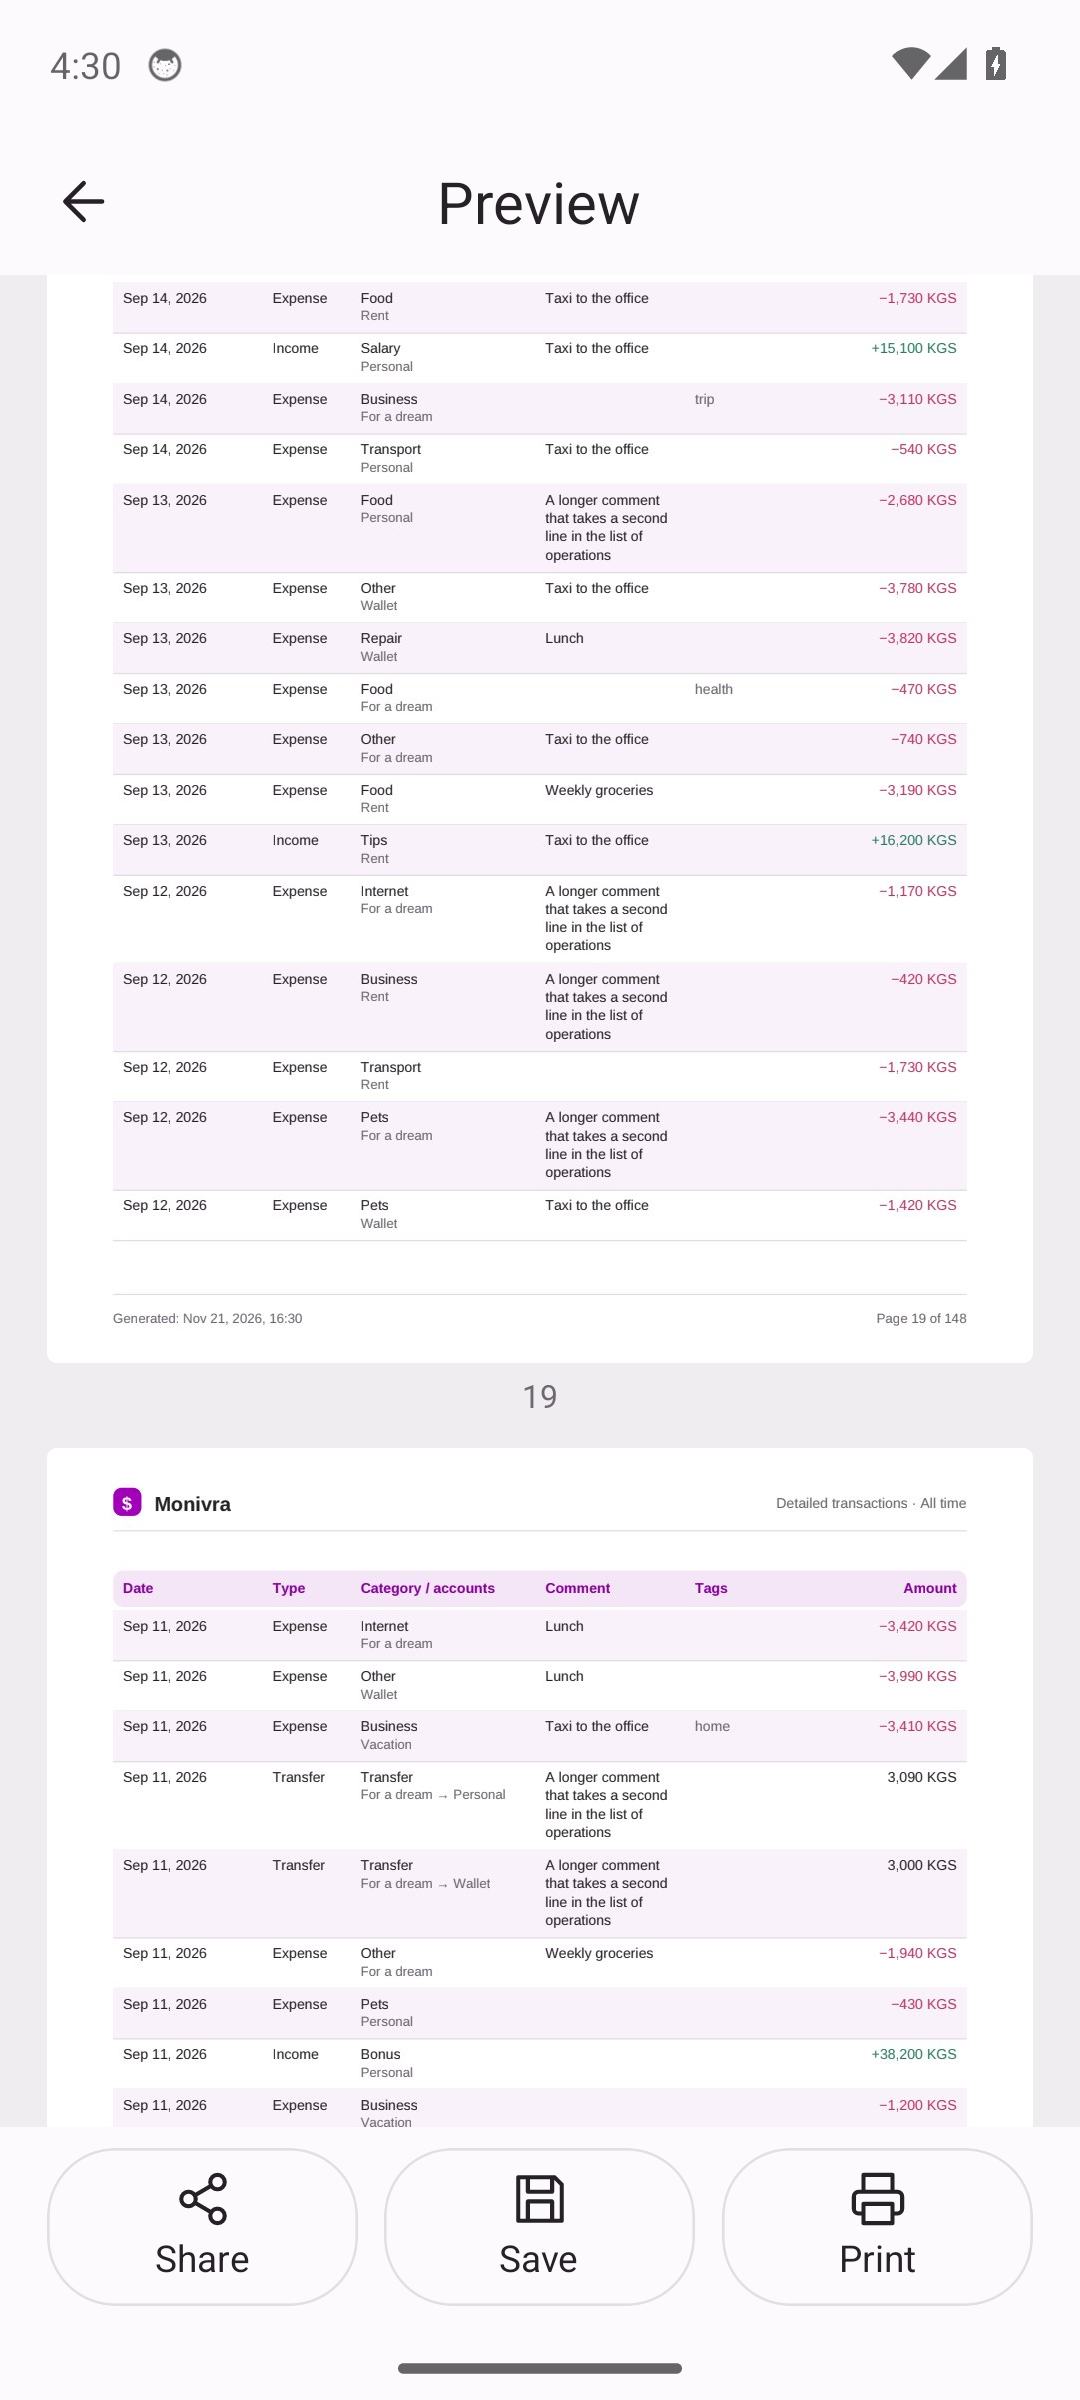 4:30
Preview
Sep 14, 2026 Expense Food Taxi to the office −1,730 KGS
Rent
Sep 14, 2026 Income Salary Taxi to the office +15,100 KGS
Personal
Sep 14, 2026 Expense Business trip −3,110 KGS
For a dream
Sep 14, 2026 Expense Transport Taxi to the office −540 KGS
Personal
Sep 13, 2026 Expense Food A longer comment −2,680 KGS
Personal that takes a second
line in the list of
operations
Sep 13, 2026 Expense Other Taxi to the office −3,780 KGS
Wallet
Sep 13, 2026 Expense Repair Lunch −3,820 KGS
Wallet
Sep 13, 2026 Expense Food health −470 KGS
For a dream
Sep 13, 2026 Expense Other Taxi to the office −740 KGS
For a dream
Sep 13, 2026 Expense Food Weekly groceries −3,190 KGS
Rent
Sep 13, 2026 Income Tips Taxi to the office +16,200 KGS
Rent
Sep 12, 2026 Expense Internet A longer comment −1,170 KGS
For a dream that takes a second
line in the list of
operations
Sep 12, 2026 Expense Business A longer comment −420 KGS
Rent that takes a second
line in the list of
operations
Sep 12, 2026 Expense Transport −1,730 KGS
Rent
Sep 12, 2026 Expense Pets A longer comment −3,440 KGS
For a dream that takes a second
line in the list of
operations
Sep 12, 2026 Expense Pets Taxi to the office −1,420 KGS
Wallet
Generated: Nov 21, 2026, 16:30 Page 19 of 148
19
$ Monivra Detailed transactions · All time
Date Type Category / accounts Comment Tags Amount
Sep 11, 2026 Expense Internet Lunch −3,420 KGS
For a dream
Sep 11, 2026 Expense Other Lunch −3,990 KGS
Wallet
Sep 11, 2026 Expense Business Taxi to the office home −3,410 KGS
Vacation
Sep 11, 2026 Transfer Transfer A longer comment 3,090 KGS
For a dream → Personal that takes a second
line in the list of
operations
Sep 11, 2026 Transfer Transfer A longer comment 3,000 KGS
For a dream → Wallet that takes a second
line in the list of
operations
Sep 11, 2026 Expense Other Weekly groceries −1,940 KGS
For a dream
Sep 11, 2026 Expense Pets −430 KGS
Personal
Sep 11, 2026 Income Bonus +38,200 KGS
Personal
Sep 11, 2026 Expense Business −1,200 KGS
Vacation
Share Save Print